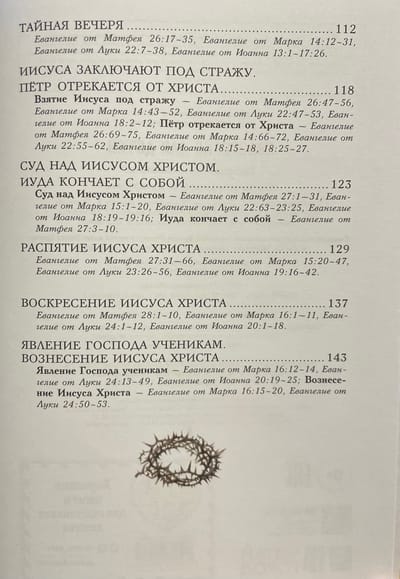 ТАЙНАЯ ВЕЧЕРЯ ........................................ 112
Евангелие от Матфея 26:17–35, Евангелие от Марка 14:12–31,
Евангелие от Луки 22:7–38, Евангелие от Иоанна 13:1–17:26.
ИИСУСА ЗАКЛЮЧАЮТ ПОД СТРАЖУ.
ПЁТР ОТРЕКАЕТСЯ ОТ ХРИСТА ................ 118
Взятие Иисуса под стражу — Евангелие от Матфея 26:47–56,
Евангелие от Марка 14:43–52, Евангелие от Луки 22:47–53, Еван-
гелие от Иоанна 18:2–12; Пётр отрекается от Христа — Евангелие
от Матфея 26:69–75, Евангелие от Марка 14:66–72, Евангелие от
Луки 22:55–62, Евангелие от Иоанна 18:15–18, 18:25–27.
СУД НАД ИИСУСОМ ХРИСТОМ.
ИУДА КОНЧАЕТ С СОБОЙ ........................ 123
Суд над Иисусом Христом — Евангелие от Матфея 27:1–31, Еван-
гелие от Марка 15:1–20, Евангелие от Луки 22:63–23:25, Евангелие
от Иоанна 18:19–19:16; Иуда кончает с собой — Евангелие от
Матфея 27:3–10.
РАСПЯТИЕ ИИСУСА ХРИСТА ..................... 129
Евангелие от Матфея 27:31–66, Евангелие от Марка 15:20–47,
Евангелие от Луки 23:26–56, Евангелие от Иоанна 19:16–42.
ВОСКРЕСЕНИЕ ИИСУСА ХРИСТА ................ 137
Евангелие от Матфея 28:1–10, Евангелие от Марка 16:1–11, Еван-
гелие от Луки 24:1–12, Евангелие от Иоанна 20:1–18.
ЯВЛЕНИЕ ГОСПОДА УЧЕНИКАМ.
ВОЗНЕСЕНИЕ ИИСУСА ХРИСТА ................. 143
Явление Господа ученикам — Евангелие от Марка 16:12–14, Еван-
гелие от Луки 24:13–49, Евангелие от Иоанна 20:19–25; Вознесе-
ние Иисуса Христа — Евангелие от Марка 16:15–20, Евангелие от
Луки 24:50–53.